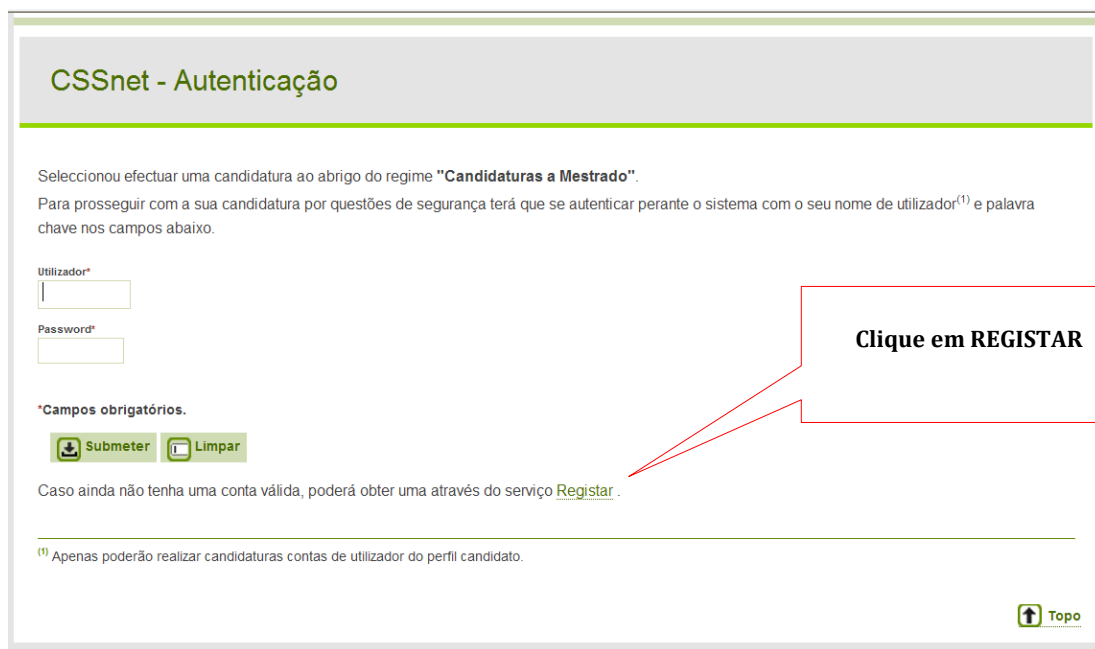 CSSnet - Autenticação
Seleccionou efectuar uma candidatura ao abrigo do regime "Candidaturas a Mestrado".
Para prosseguir com a sua candidatura por questões de segurança terá que se autenticar perante o sistema com o seu nome de utilizador(1) e palavra
chave nos campos abaixo.
Utilizador*
Password*
Clique em REGISTAR
*Campos obrigatórios.
Submeter Limpar
Caso ainda não tenha uma conta válida, poderá obter uma através do serviço Registar .
(1) Apenas poderão realizar candidaturas contas de utilizador do perfil candidato.
Topo